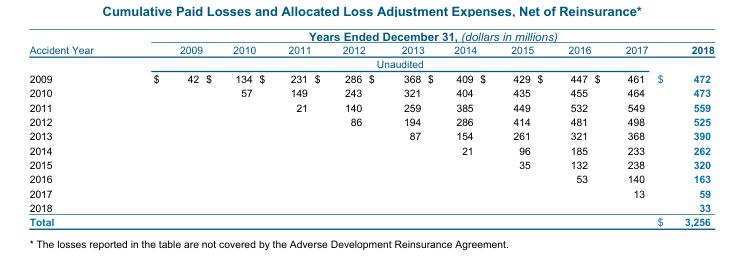 Cumulative Paid Losses and Allocated Loss Adjustment Expenses, Net of Reinsurance*
Years Ended December 31, (dollars in millions)
Accident Year 2009 2010 2011 2012 2013 2014 2015 2016 2017 2018
Unaudited
2009 $ 42 $ 134 $ 231 $ 286 $ 368 $ 409 $ 429 $ 447 $ 461 $ 472
2010 57 149 243 321 404 435 455 464 473
2011 21 140 259 385 449 532 549 559
2012 86 194 286 414 481 498 525
2013 87 154 261 321 368 390
2014 21 96 185 233 262
2015 35 132 238 320
2016 53 140 163
2017 13 59
2018 33
Total $ 3,256
* The losses reported in the table are not covered by the Adverse Development Reinsurance Agreement.